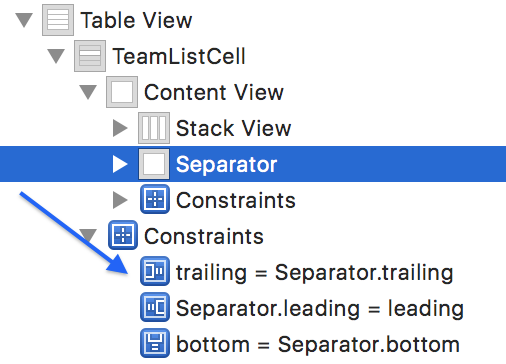 Table View
TeamListCell
Content View
Stack View
Separator
Constraints
Constraints
trailing = Separator.trailing
Separator.leading = leading
bottom = Separator.bottom